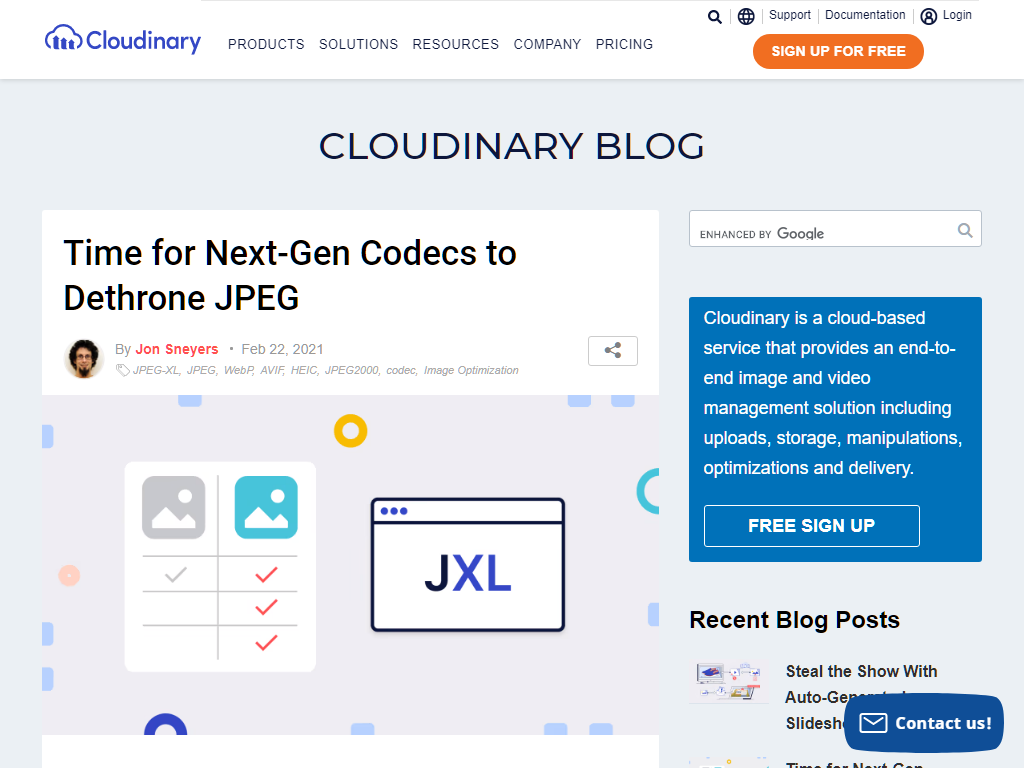 Support
Documentation
Login
Cloudinary
PRODUCTS SOLUTIONS RESOURCES COMPANY PRICING
SIGN UP FOR FREE
CLOUDINARY BLOG
Time for Next-Gen Codecs to
Dethrone JPEG
By Jon Sneyers • Feb 22, 2021
JPEG-XL, JPEG, WebP, AVIF, HEIC, JPEG2000, codec, Image Optimization
JXL
ENHANCED BY Google
Cloudinary is a cloud-based
service that provides an end-to-
end image and video
management solution including
uploads, storage, manipulations,
optimizations and delivery.
FREE SIGN UP
Recent Blog Posts
Steal the Show With
Auto-Generated
Slidesh
Contact us!
Time for Next-Gen